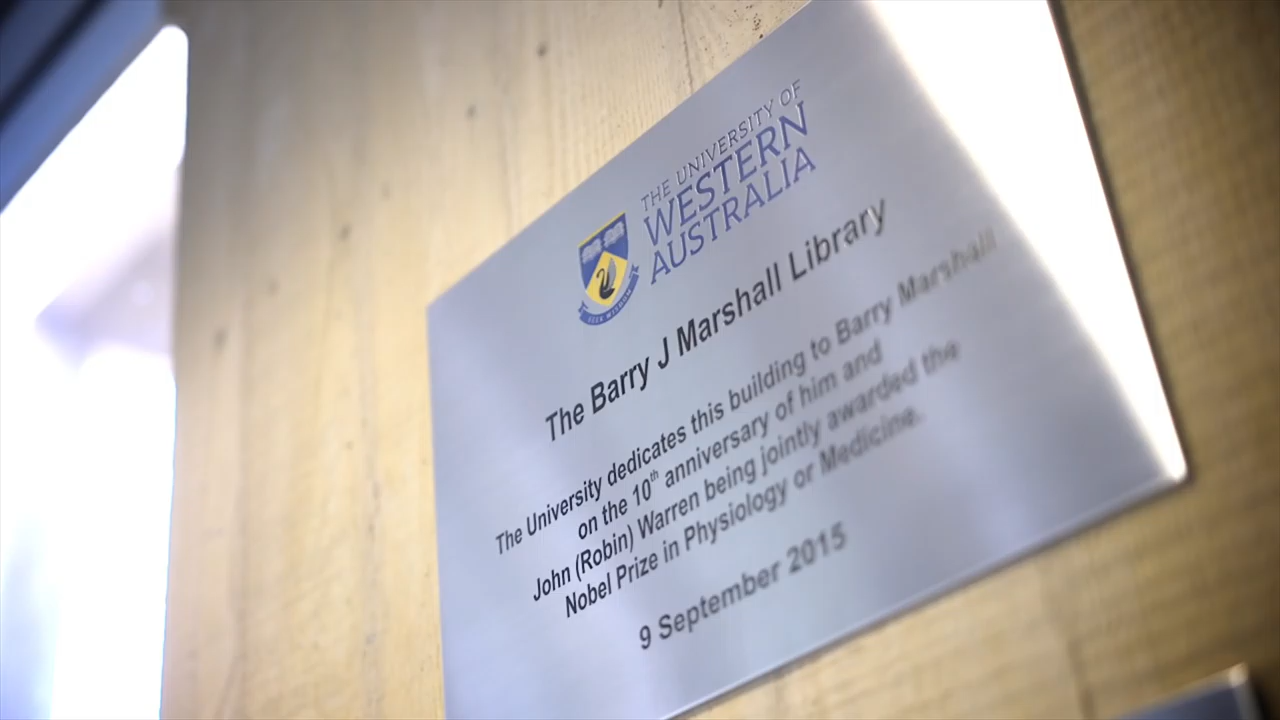 THE UNIVERSITY OF
WESTERN
AUSTRALIA
SEEK WISDOM
The Barry J Marshall Library
The University dedicates this building to Barry Marshall
on the 10th anniversary of him and
John (Robin) Warren being jointly awarded the
Nobel Prize in Physiology or Medicine.
9 September 2015